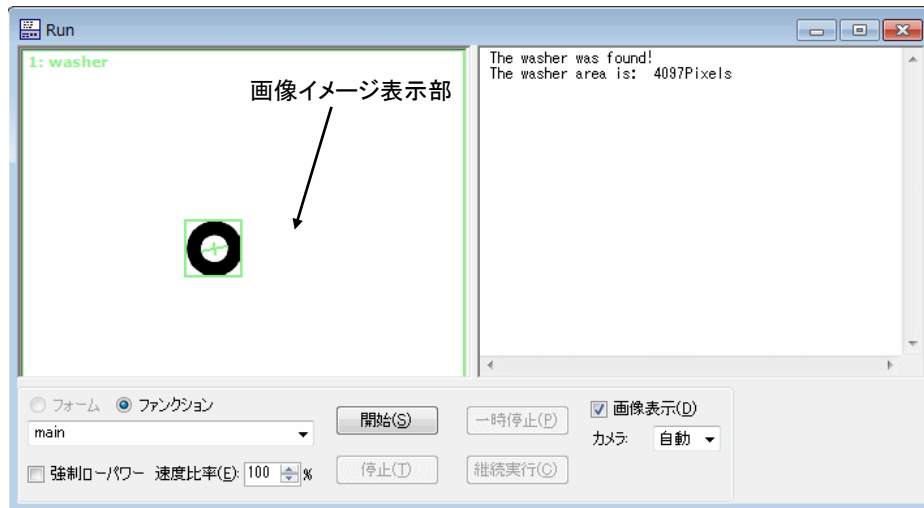 Run
1: washer
画像イメージ表示部
The washer was found!
The washer area is: 4097Pixels
フォーム ファンクション
main
開始(S) 一時停止(P)
画像表示(D)
カメラ: 自動
強制ローパワー 速度比率(E): 100 %
停止(T) 継続実行(C)